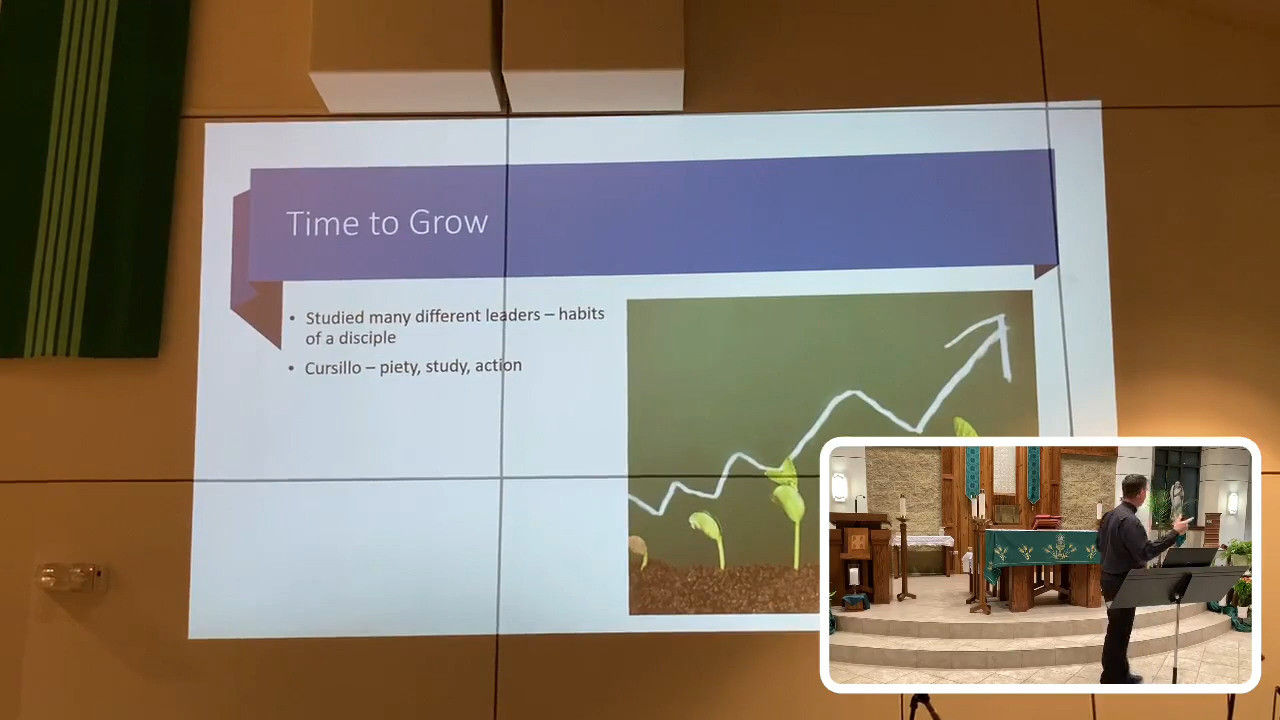 Time to Grow
• Studied many different leaders – habits
of a disciple
• Cursillo – piety, study, action